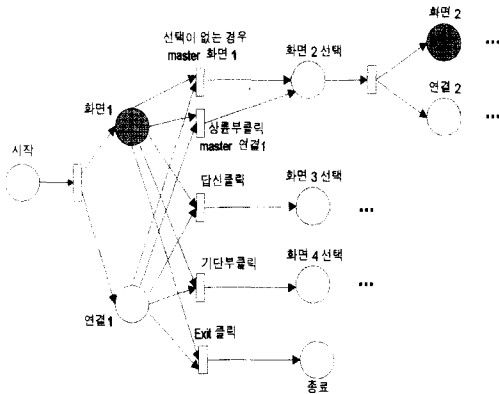 화면 2
선택이 없는 경우
master 화면 1
화면 2 선택
...
화면1
상륜부클릭
master 연결1
연결 2
...
시작
답신클릭
화면 3 선택
...
기단부클릭
화면 4 선택
...
연결1
Exit 클릭
종료